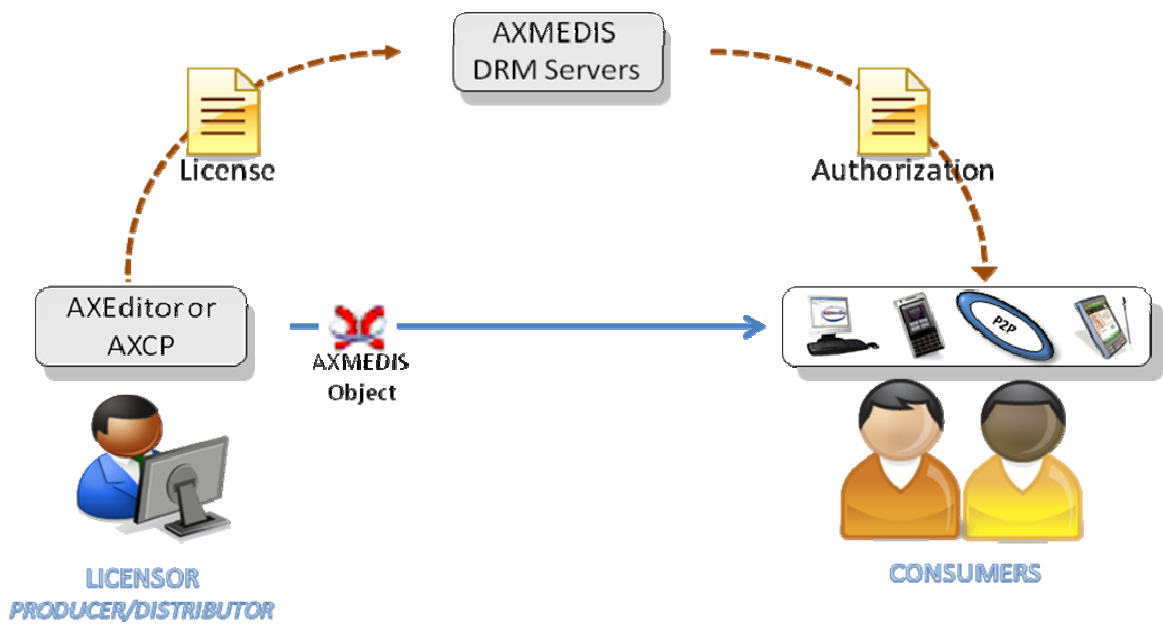 AXMEDIS
DRM Servers
License
Authorization
AXEditor or
AXCP
AXMEDIS
Object
P2P
LICENSOR
PRODUCER/DISTRIBUTOR
CONSUMERS